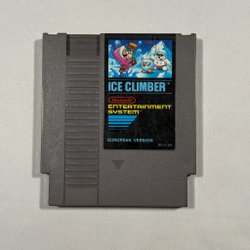 ICE CLIMBER
Nintendo
ENTERTAINMENT
SYSTEM
EUROPEAN VERSION